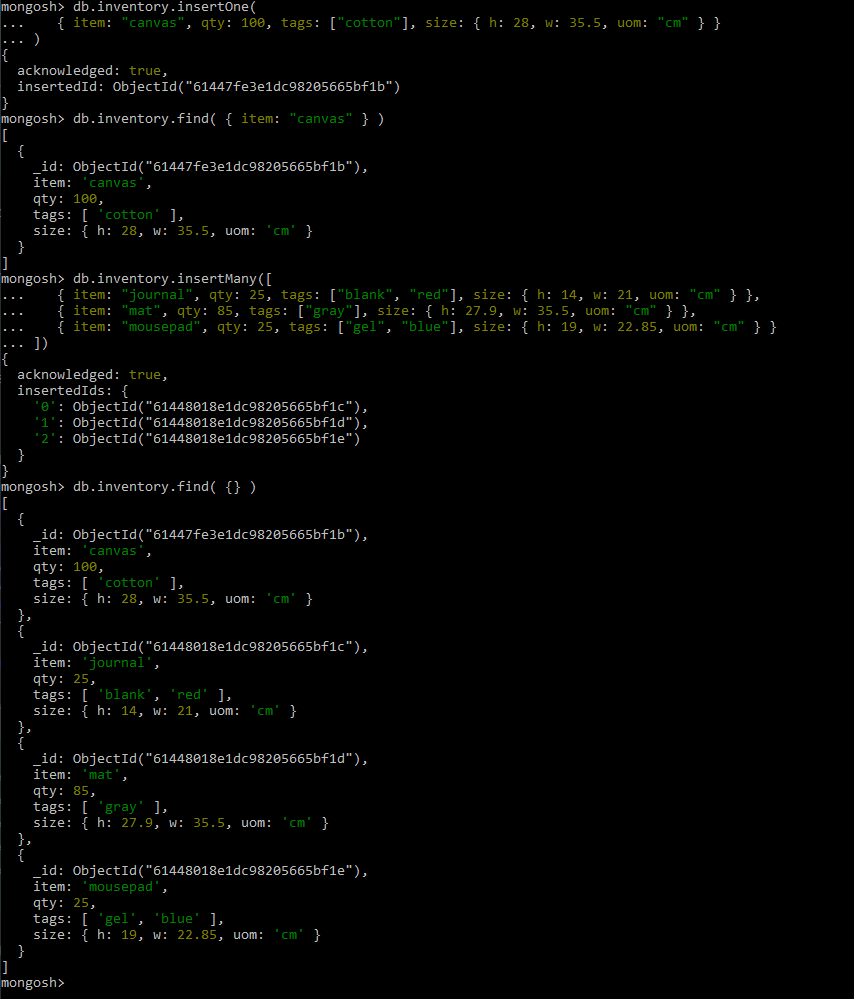 mongosh> db.inventory.insertOne(
...    { item: "canvas", qty: 100, tags: ["cotton"], size: { h: 28, w: 35.5, uom: "cm" } }
... )
{
  acknowledged: true,
  insertedId: ObjectId("61447fe3e1dc98205665bf1b")
}
mongosh> db.inventory.find( { item: "canvas" } )
[
  {
    _id: ObjectId("61447fe3e1dc98205665bf1b"),
    item: 'canvas',
    qty: 100,
    tags: [ 'cotton' ],
    size: { h: 28, w: 35.5, uom: 'cm' }
  }
]
mongosh> db.inventory.insertMany([
...    { item: "journal", qty: 25, tags: ["blank", "red"], size: { h: 14, w: 21, uom: "cm" } },
...    { item: "mat", qty: 85, tags: ["gray"], size: { h: 27.9, w: 35.5, uom: "cm" } },
...    { item: "mousepad", qty: 25, tags: ["gel", "blue"], size: { h: 19, w: 22.85, uom: "cm" } }
... ])
{
  acknowledged: true,
  insertedIds: {
    '0': ObjectId("61448018e1dc98205665bf1c"),
    '1': ObjectId("61448018e1dc98205665bf1d"),
    '2': ObjectId("61448018e1dc98205665bf1e")
  }
}
mongosh> db.inventory.find( {} )
[
  {
    _id: ObjectId("61447fe3e1dc98205665bf1b"),
    item: 'canvas',
    qty: 100,
    tags: [ 'cotton' ],
    size: { h: 28, w: 35.5, uom: 'cm' }
  },
  {
    _id: ObjectId("61448018e1dc98205665bf1c"),
    item: 'journal',
    qty: 25,
    tags: [ 'blank', 'red' ],
    size: { h: 14, w: 21, uom: 'cm' }
  },
  {
    _id: ObjectId("61448018e1dc98205665bf1d"),
    item: 'mat',
    qty: 85,
    tags: [ 'gray' ],
    size: { h: 27.9, w: 35.5, uom: 'cm' }
  },
  {
    _id: ObjectId("61448018e1dc98205665bf1e"),
    item: 'mousepad',
    qty: 25,
    tags: [ 'gel', 'blue' ],
    size: { h: 19, w: 22.85, uom: 'cm' }
  }
]
mongosh>